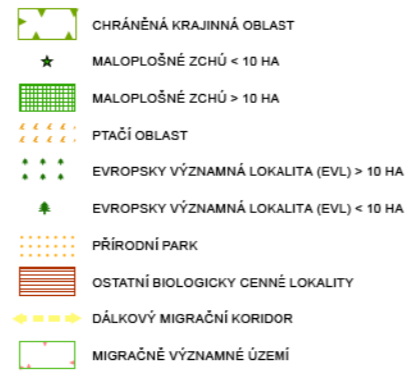 CHRÁNĚNÁ KRAJINNÁ OBLAST
MALOPLOŠNÉ ZCHÚ < 10 HA
MALOPLOŠNÉ ZCHÚ > 10 HA
PTAČÍ OBLAST
EVROPSKY VÝZNAMNÁ LOKALITA (EVL) > 10 HA
EVROPSKY VÝZNAMNÁ LOKALITA (EVL) < 10 HA
PŘÍRODNÍ PARK
OSTATNÍ BIOLOGICKY CENNÉ LOKALITY
DÁLKOVÝ MIGRAČNÍ KORIDOR
MIGRAČNĚ VÝZNAMNÉ ÚZEMÍ